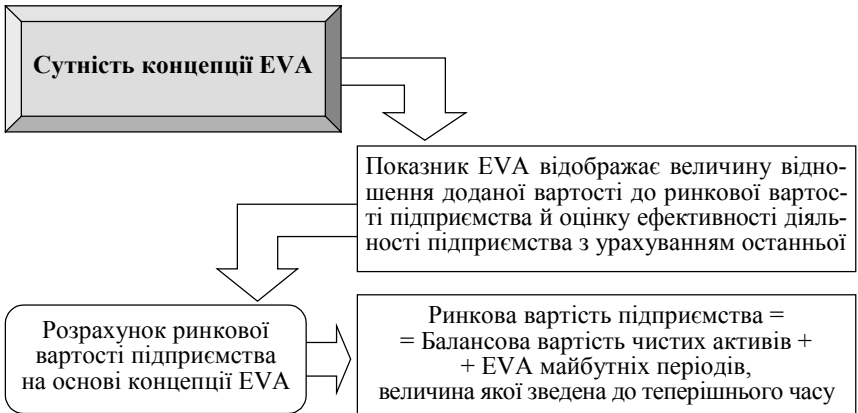 Сутність концепції EVA
Показник EVA відображає величину відно-
шення доданої вартості до ринкової вартос-
ті підприємства й оцінку ефективності діяль-
ності підприємства з урахуванням останньої
Розрахунок ринкової
вартості підприємства
на основі концепції EVA
Ринкова вартість підприємства =
= Балансова вартість чистих активів +
+ EVA майбутніх періодів,
величина якої зведена до теперішнього часу